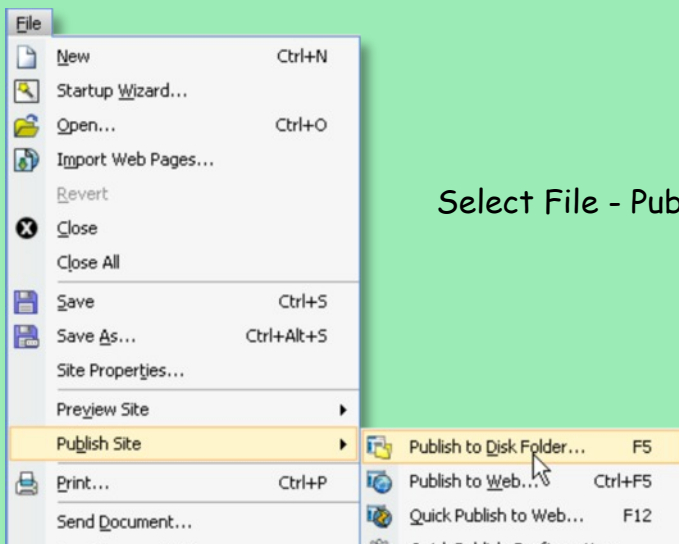 File
New Ctrl+N
Startup Wizard...
Open... Ctrl+O
Import Web Pages...
Revert
Select File - Pub
Close
Close All
Save Ctrl+S
Save As... Ctrl+Alt+S
Site Properties...
Preview Site
Publish Site
Publish to Disk Folder... F5
Print... Ctrl+P
Publish to Web... Ctrl+F5
Send Document...
Quick Publish to Web... F12